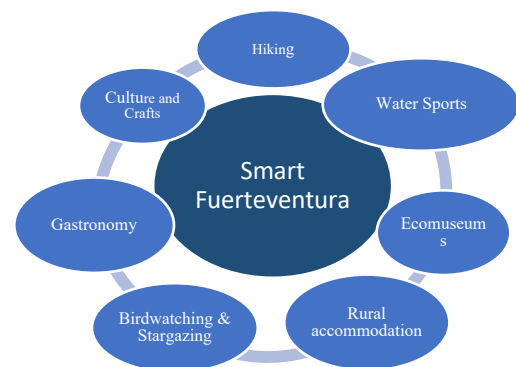 Hiking
Water Sports
Ecomuseum
s
Rural
accommodation
Birdwatching &
Stargazing
Gastronomy
Culture and
Crafts
Smart
Fuerteventura